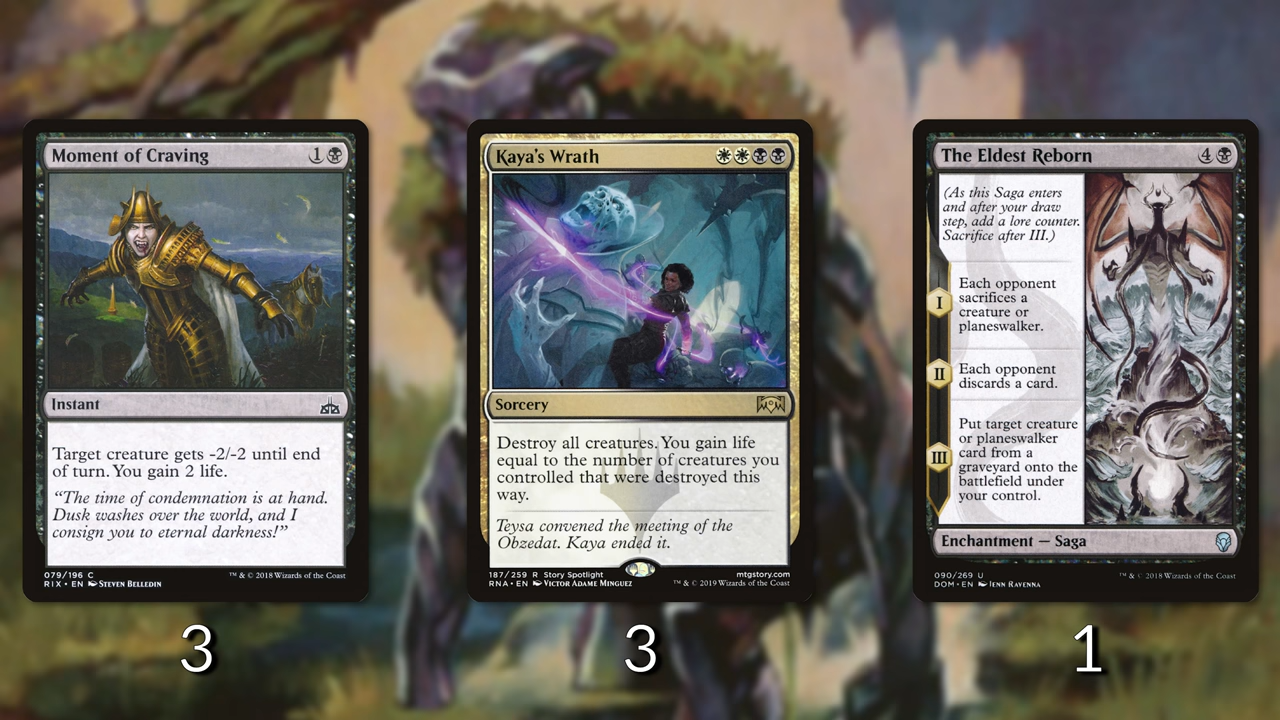 Moment of Craving 1
Instant
Target creature gets -2/-2 until end
of turn. You gain 2 life.
“The time of condemnation is at hand.
Dusk washes over the world, and I
consign you to eternal darkness!”
079/196 C
RIX • EN Steven Belledin
™ & © 2018 Wizards of the Coast
3
Kaya's Wrath
Sorcery
Destroy all creatures. You gain life
equal to the number of creatures you
controlled that were destroyed this
way.
Teysa convened the meeting of the
Obzedat. Kaya ended it.
187/259 R Story Spotlight
RNA • EN Victor Adame Minguez
mtgstory.com
™ & © 2019 Wizards of the Coast
3
The Eldest Reborn 4
(As this Saga enters
and after your draw
step, add a lore counter.
Sacrifice after III.)
I
Each opponent
sacrifices a
creature or
planeswalker.
II
Each opponent
discards a card.
III
Put target creature
or planeswalker
card from a
graveyard onto the
battlefield under
your control.
Enchantment — Saga
090/269 U
DOM • EN Jenn Ravenna
™ & © 2018 Wizards of the Coast
1